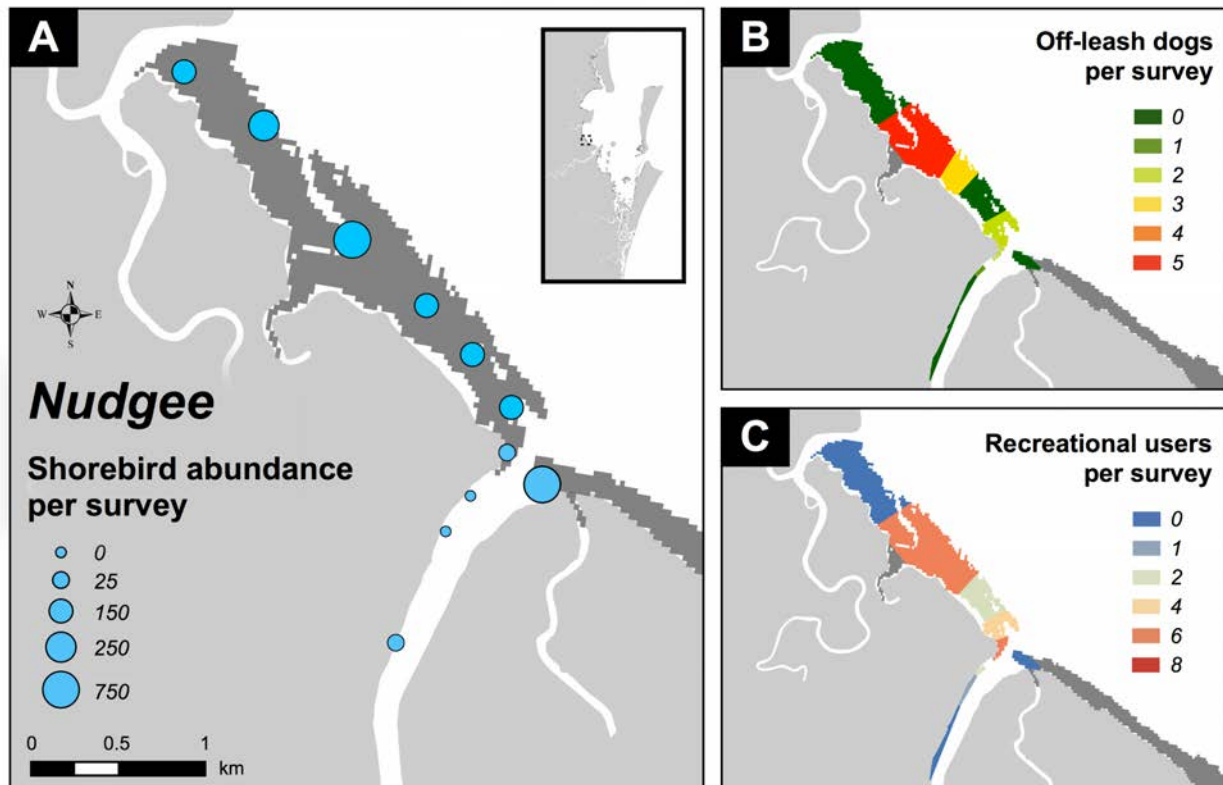 A
N
W
E
S
Nudgee
Shorebird abundance
per survey
0
25
150
250
750
0 0.5 1
km
B
Off-leash dogs
per survey
0
1
2
3
4
5
C
Recreational users
per survey
0
1
2
4
6
8